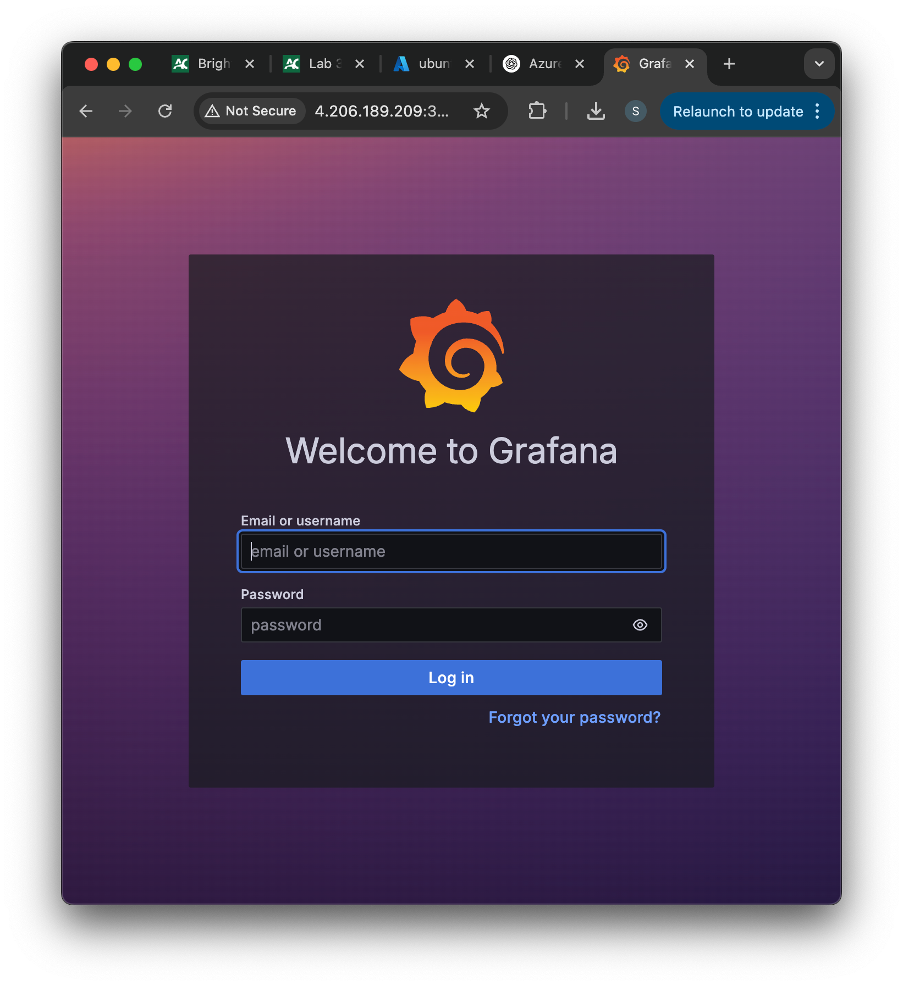 Brigh
Lab 3
ubun
Azure
Grafa
Not Secure
4.206.189.209:3...
S
Relaunch to update
Welcome to Grafana
Email or username
email or username
Password
password
Log in
Forgot your password?